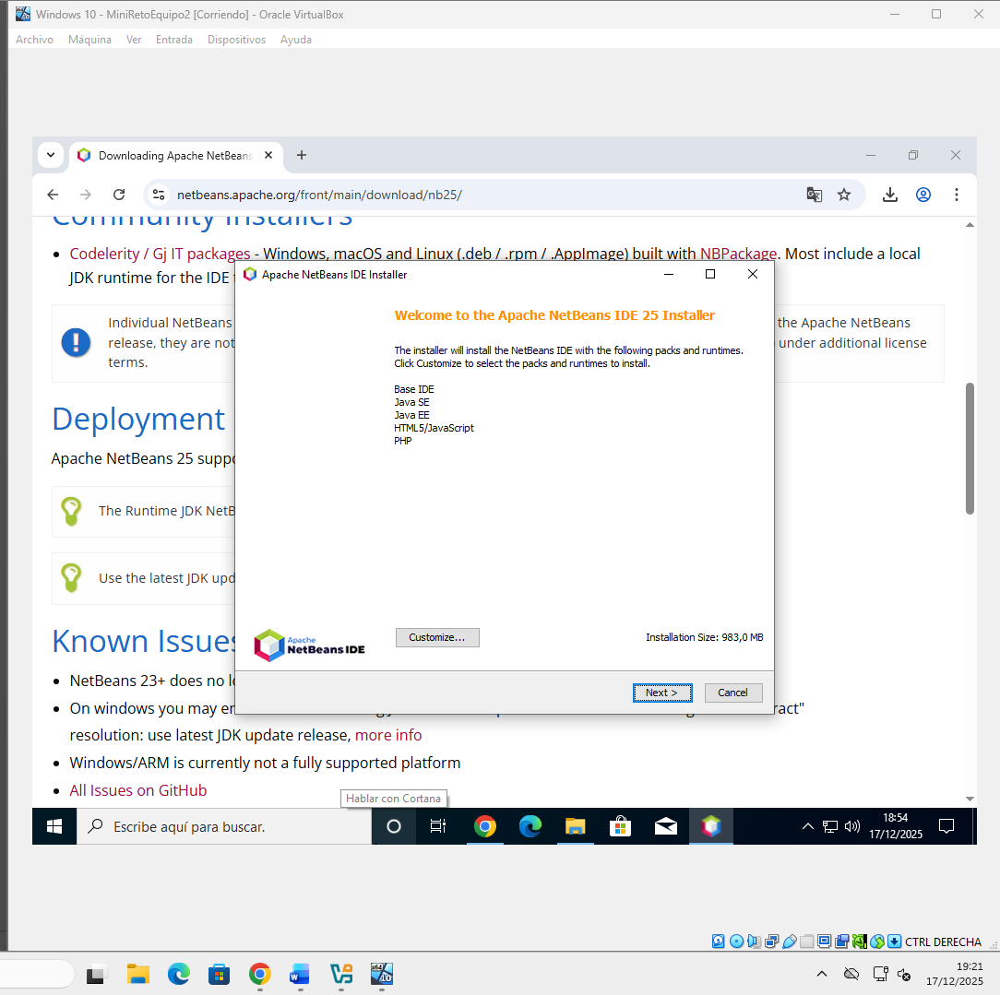 Windows 10 - MiniRetoEquipo2 [Corriendo] - Oracle VirtualBox
Archivo Máquina Ver Entrada Dispositivos Ayuda
Downloading Apache NetBeans
netbeans.apache.org/front/main/download/nb25/
Community Installers
Codelerity / Gj IT packages - Windows, macOS and Linux (.deb / .rpm / .AppImage) built with NBPackage. Most include a local
JDK runtime for the IDE
Apache NetBeans IDE Installer
Welcome to the Apache NetBeans IDE 25 Installer
Individual NetBeans
the Apache NetBeans
release, they are not
under additional license
terms.
The installer will install the NetBeans IDE with the following packs and runtimes.
Click Customize to select the packs and runtimes to install.
Base IDE
Java SE
Java EE
HTML5/JavaScript
PHP
Deployment
Apache NetBeans 25 suppo
The Runtime JDK NetB
Use the latest JDK upd
Apache
NetBeans IDE
Customize...
Installation Size: 983,0 MB
Next >
Cancel
Known Issues
NetBeans 23+ does no lo
On windows you may en
ract"
resolution: use latest JDK update release, more info
Windows/ARM is currently not a fully supported platform
All Issues on GitHub
Hablar con Cortana
Escribe aquí para buscar.
18:54
17/12/2025
CTRL DERECHA
19:21
17/12/2025